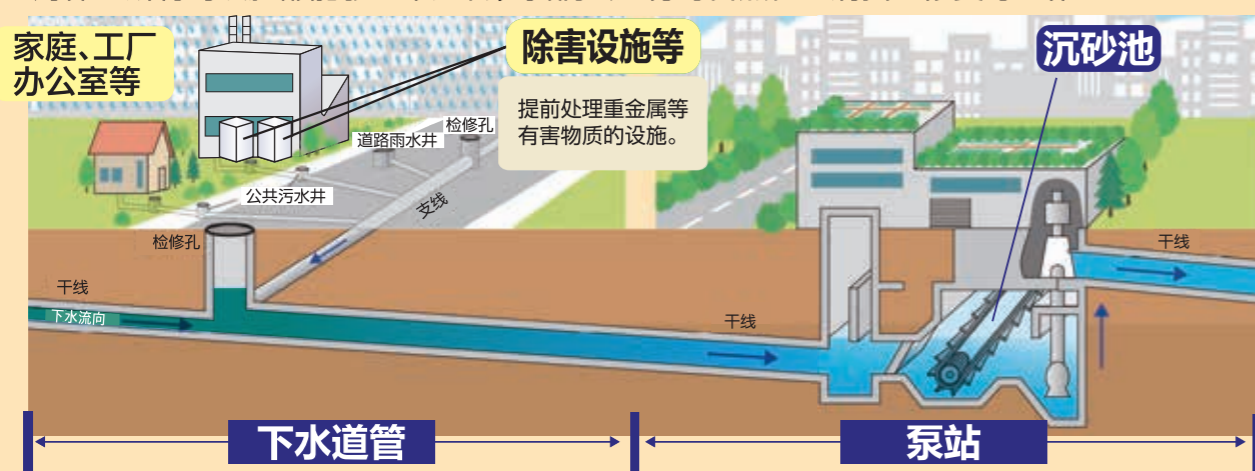 家庭、工厂
办公室等
除害设施等
提前处理重金属等
有害物质的设施。
沉砂池
检修孔
道路雨水井
公共污水井
支线
检修孔
干线
干线
下水流向
干线
下水道管
泵站